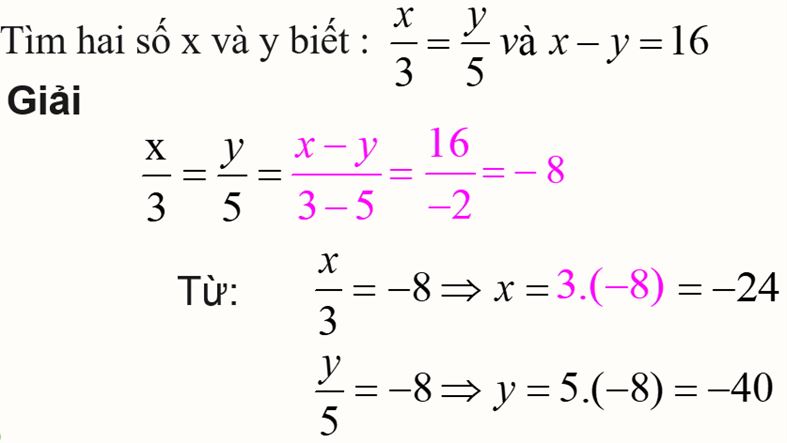 Tìm hai số x và y biết : x/3 = y/5 và x − y = 16
Giải
x/3 = y/5 = (x − y)/(3 − 5) = 16/−2 = − 8
Từ: x/3 = −8 ⇒ x = 3.(−8) = −24
y/5 = −8 ⇒ y = 5.(−8) = −40